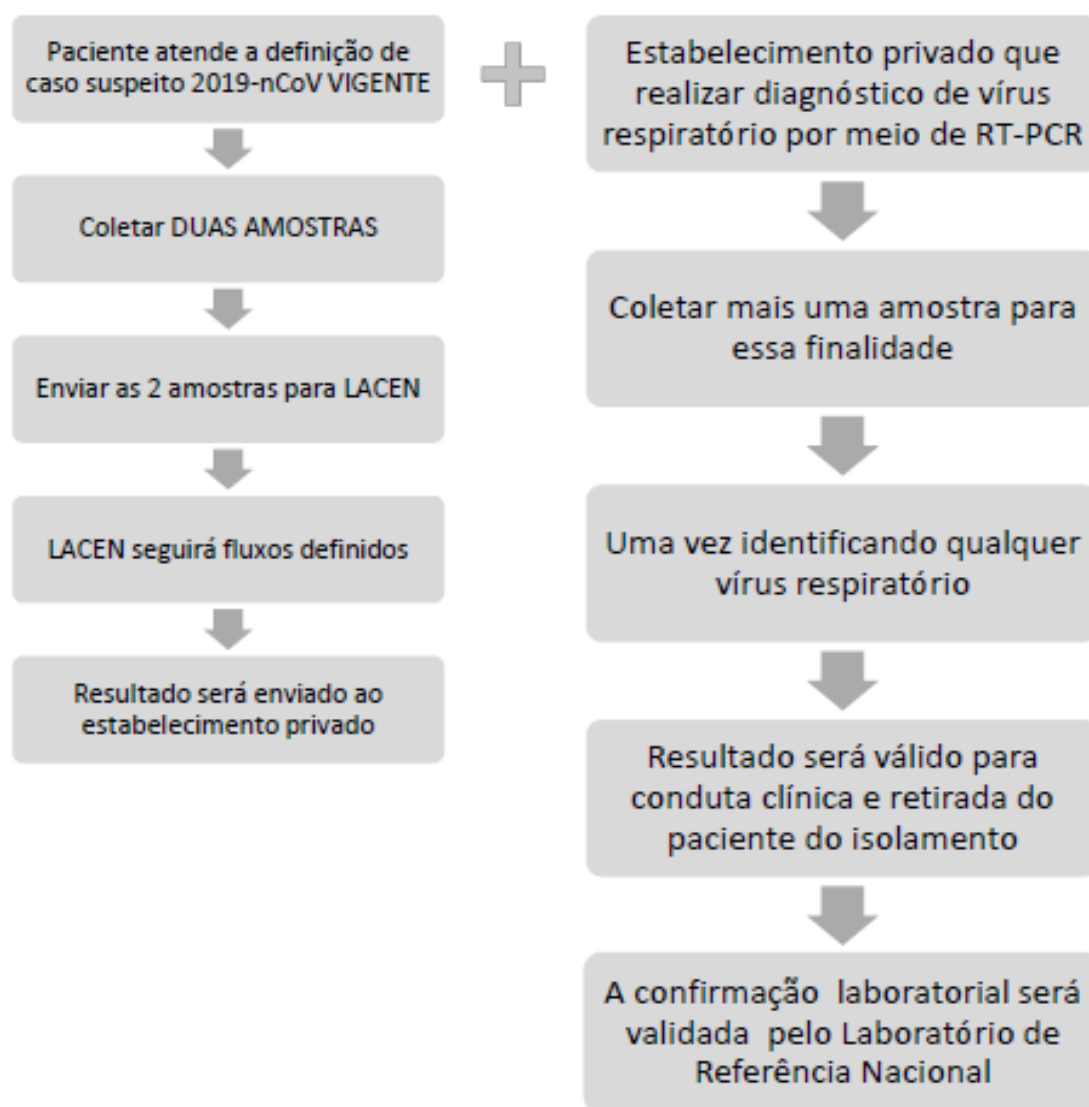 Paciente atende a definição de
caso suspeito 2019-nCoV VIGENTE
Coletar DUAS AMOSTRAS
Enviar as 2 amostras para LACEN
LACEN seguirá fluxos definidos
Resultado será enviado ao
estabelecimento privado
Estabelecimento privado que
realizar diagnóstico de vírus
respiratório por meio de RT-PCR
Coletar mais uma amostra para
essa finalidade
Uma vez identificando qualquer
vírus respiratório
Resultado será válido para
conduta clínica e retirada do
paciente do isolamento
A confirmação laboratorial será
validada pelo Laboratório de
Referência Nacional